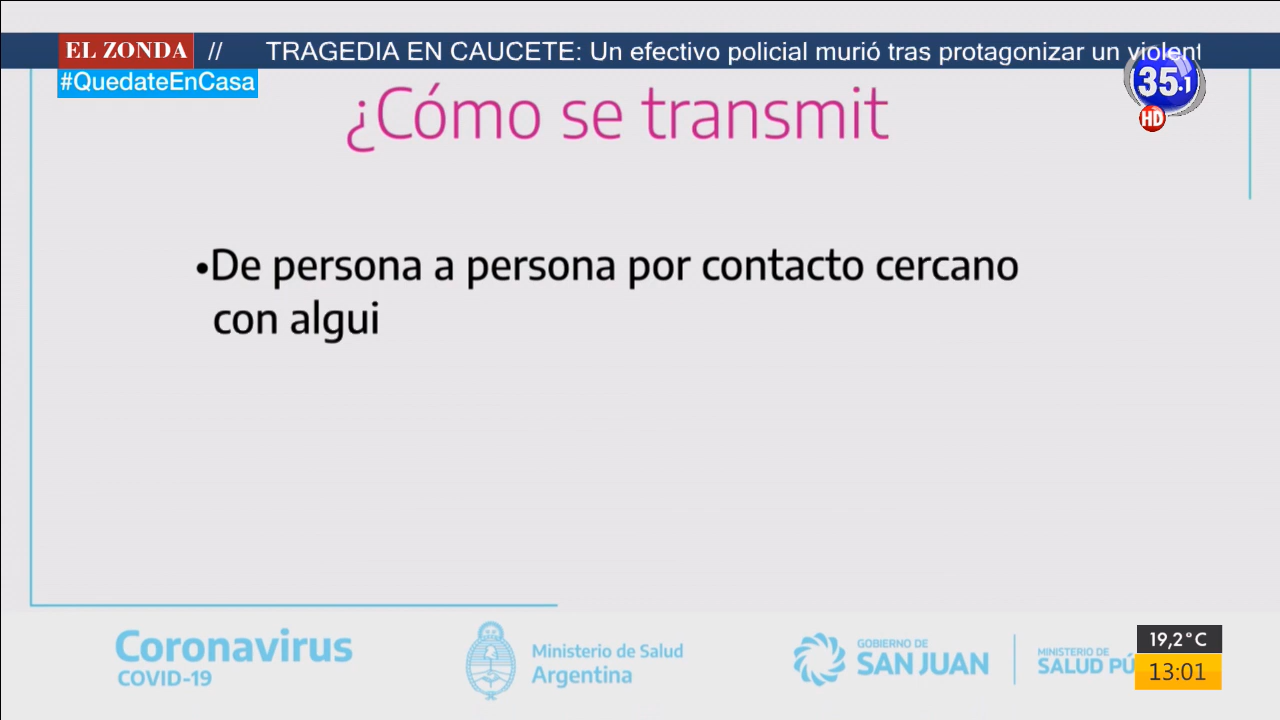 EL ZONDA // TRAGEDIA EN CAUCETE: Un efectivo policial murió tras protagonizar un violent
#QuedateEnCasa
35.1
HD
¿Cómo se transmit
•De persona a persona por contacto cercano
con algui
Coronavirus
COVID-19
Ministerio de Salud
Argentina
GOBIERNO DE
SAN JUAN
MINISTERIO DE
SALUD PÚ
19,2°C
13:01